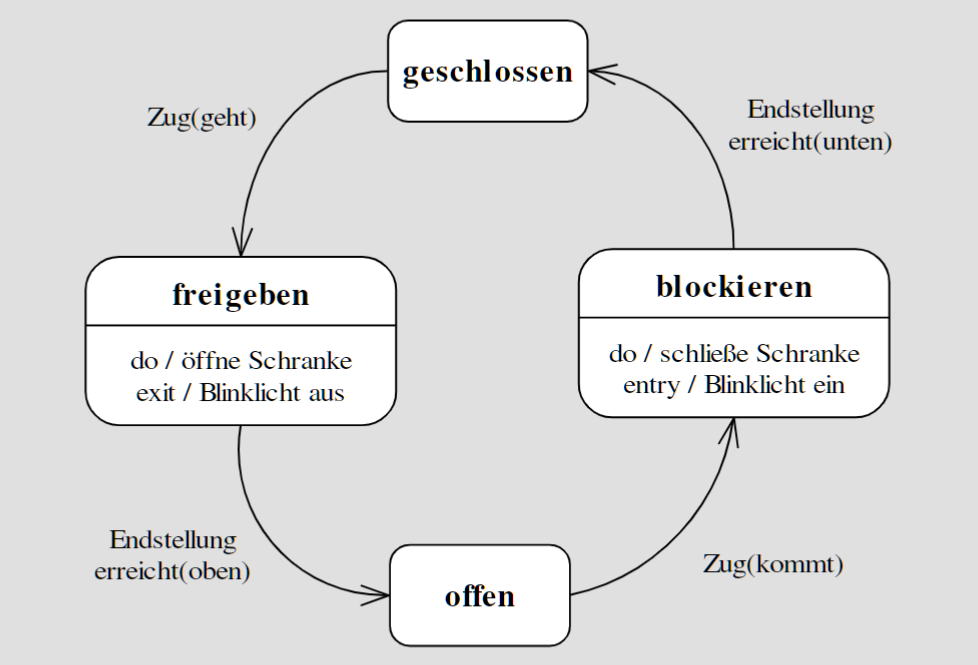 geschlossen
Zug(geht)
Endstellung
erreicht(unten)
freigeben
do / öffne Schranke
exit / Blinklicht aus
blockieren
do / schließe Schranke
entry / Blinklicht ein
Endstellung
erreicht(oben)
offen
Zug(kommt)